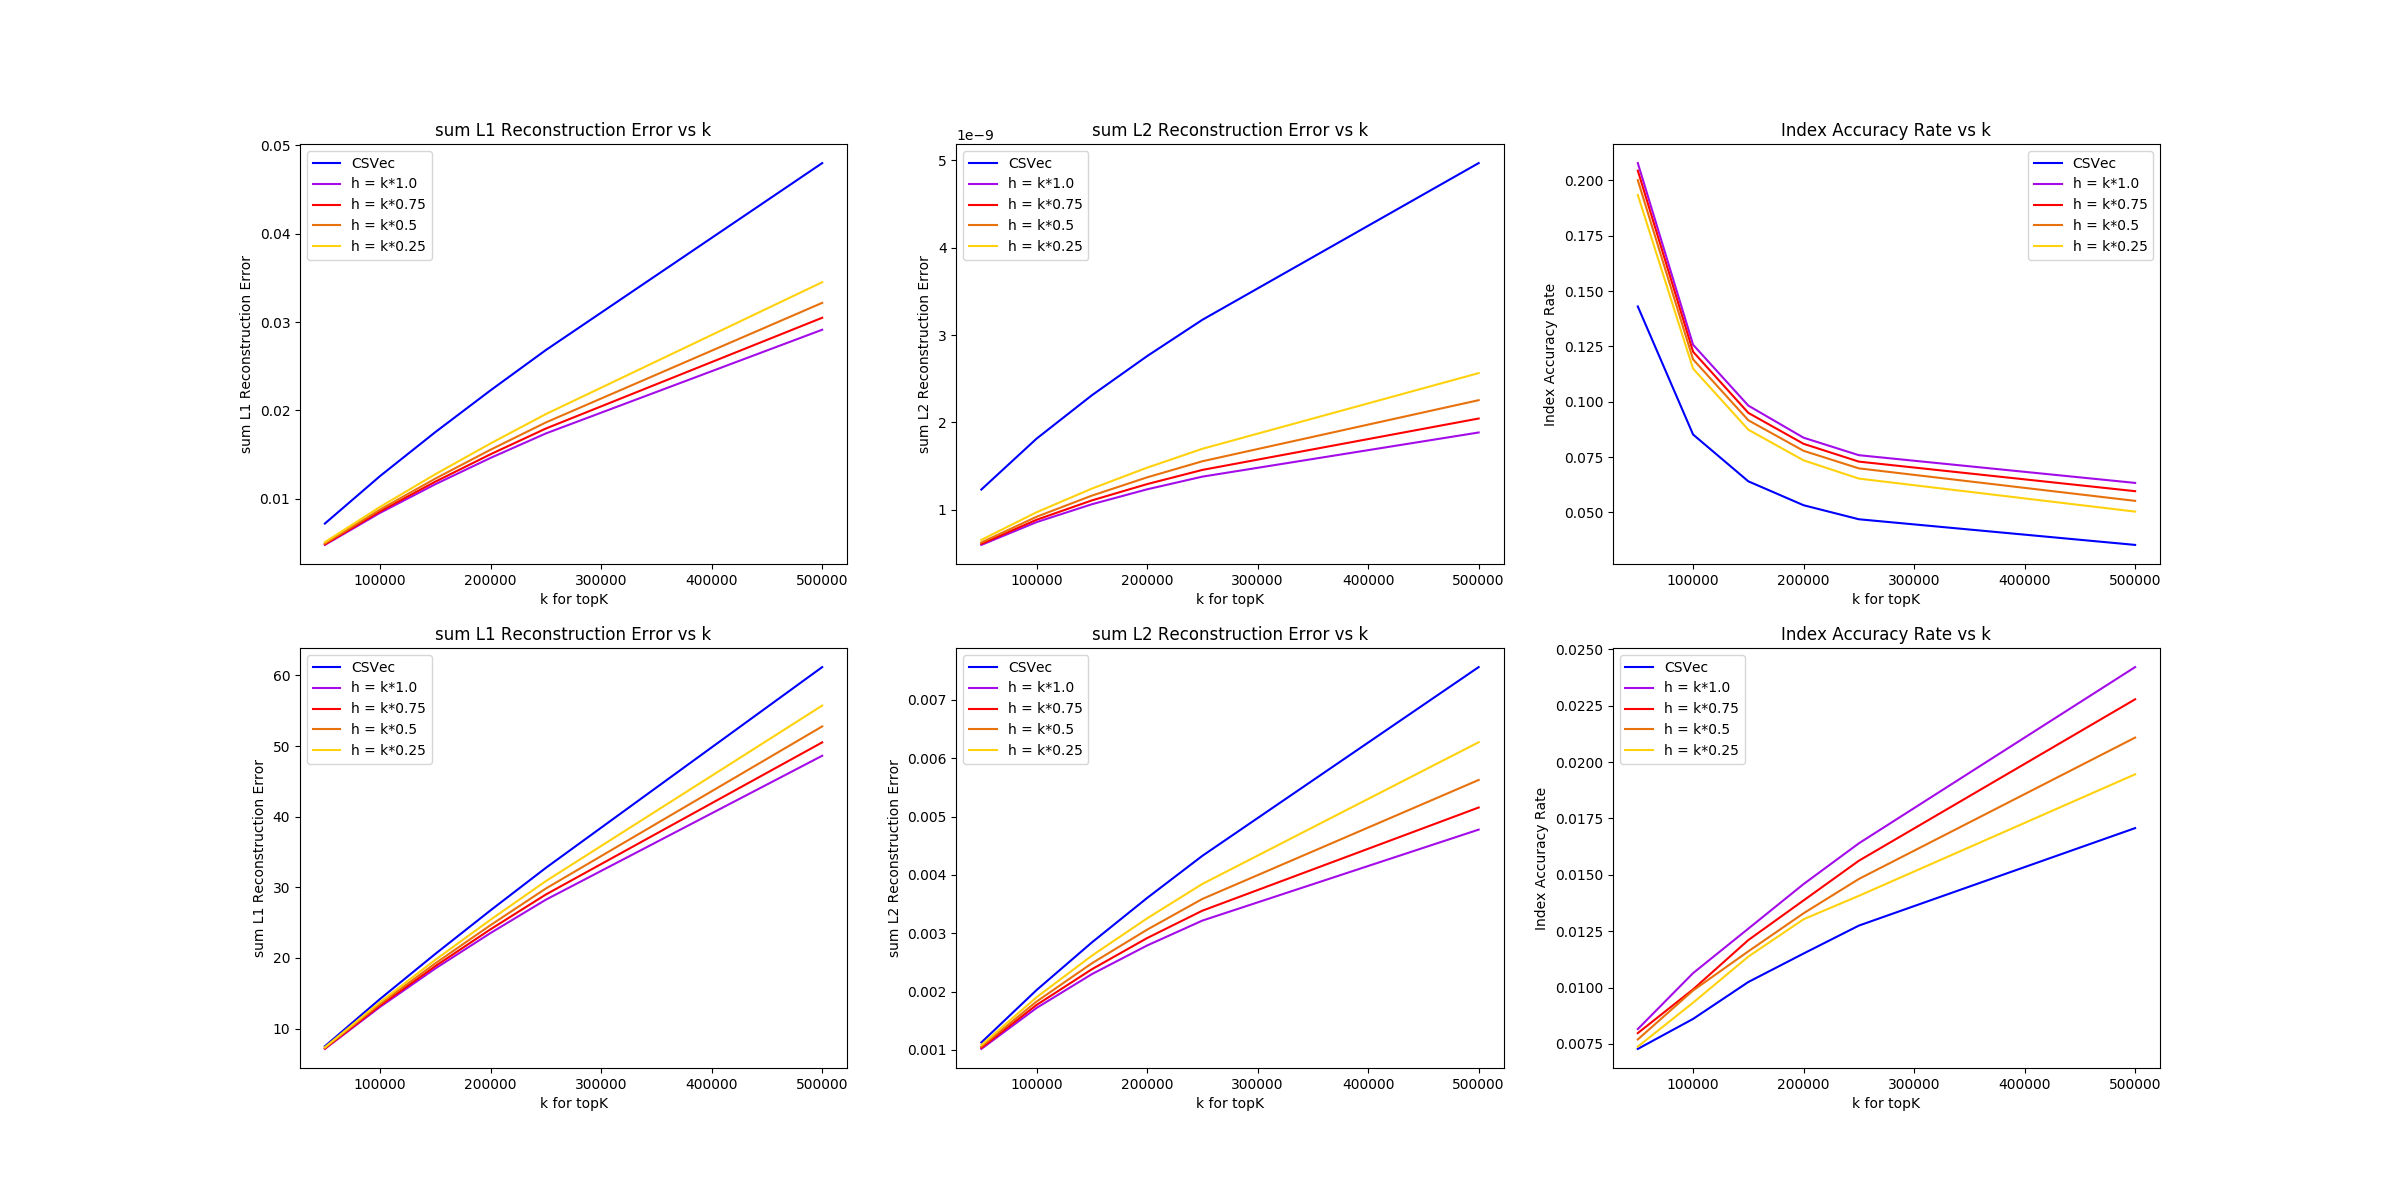 sum L1 Reconstruction Error vs k
0.05
0.04
0.03
0.02
0.01
sum L1 Reconstruction Error
CSVec
h = k*1.0
h = k*0.75
h = k*0.5
h = k*0.25
100000 200000 300000 400000 500000
k for topK
sum L2 Reconstruction Error vs k
1e−9
5
4
3
2
1
sum L2 Reconstruction Error
CSVec
h = k*1.0
h = k*0.75
h = k*0.5
h = k*0.25
100000 200000 300000 400000 500000
k for topK
Index Accuracy Rate vs k
0.200
0.175
0.150
0.125
0.100
0.075
0.050
Index Accuracy Rate
CSVec
h = k*1.0
h = k*0.75
h = k*0.5
h = k*0.25
100000 200000 300000 400000 500000
k for topK
sum L1 Reconstruction Error vs k
60
50
40
30
20
10
sum L1 Reconstruction Error
CSVec
h = k*1.0
h = k*0.75
h = k*0.5
h = k*0.25
100000 200000 300000 400000 500000
k for topK
sum L2 Reconstruction Error vs k
0.007
0.006
0.005
0.004
0.003
0.002
0.001
sum L2 Reconstruction Error
CSVec
h = k*1.0
h = k*0.75
h = k*0.5
h = k*0.25
100000 200000 300000 400000 500000
k for topK
Index Accuracy Rate vs k
0.0250
0.0225
0.0200
0.0175
0.0150
0.0125
0.0100
0.0075
Index Accuracy Rate
CSVec
h = k*1.0
h = k*0.75
h = k*0.5
h = k*0.25
100000 200000 300000 400000 500000
k for topK